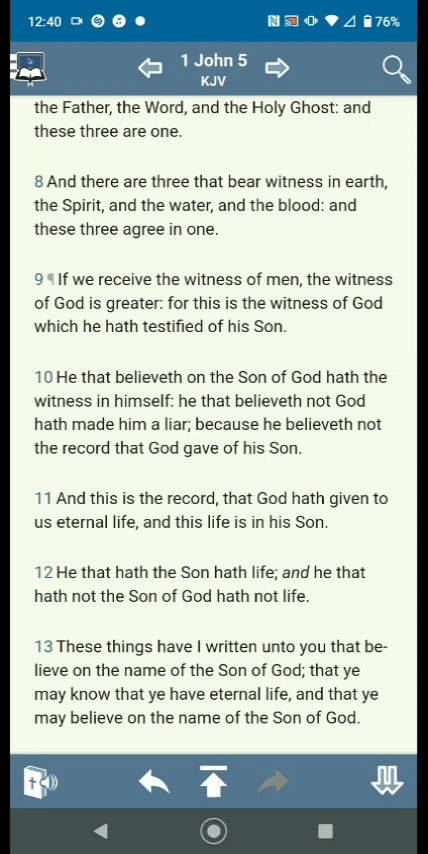 12:40
76%
1 John 5
KJV
the Father, the Word, and the Holy Ghost: and
these three are one.
8 And there are three that bear witness in earth,
the Spirit, and the water, and the blood: and
these three agree in one.
9 ¶ If we receive the witness of men, the witness
of God is greater: for this is the witness of God
which he hath testified of his Son.
10 He that believeth on the Son of God hath the
witness in himself: he that believeth not God
hath made him a liar; because he believeth not
the record that God gave of his Son.
11 And this is the record, that God hath given to
us eternal life, and this life is in his Son.
12 He that hath the Son hath life; and he that
hath not the Son of God hath not life.
13 These things have I written unto you that be-
lieve on the name of the Son of God; that ye
may know that ye have eternal life, and that ye
may believe on the name of the Son of God.